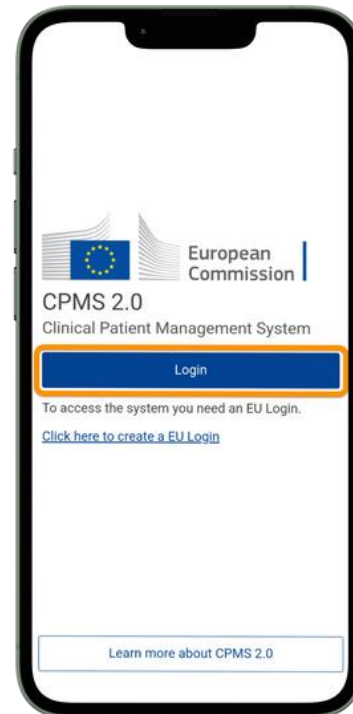 European
Commission
CPMS 2.0
Clinical Patient Management System
Login
To access the system you need an EU Login.
Click here to create a EU Login
Learn more about CPMS 2.0